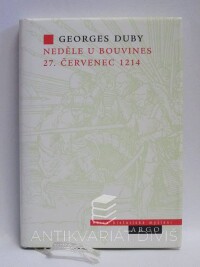 GEORGES DUBY
NEDĚLE U BOUVINES
27. ČERVENEC 1214
ARGO
ANTIKVARIÁT DIVIŠ